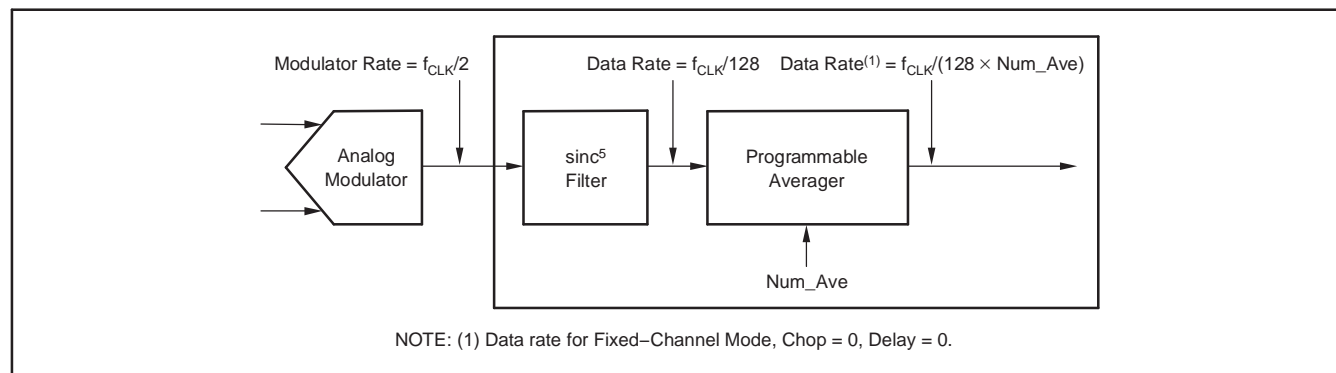 Modulator Rate = fCLK/2
Data Rate = fCLK/128
Data Rate(1) = fCLK/(128 × Num_Ave)
Analog
Modulator
sinc5
Filter
Programmable
Averager
Num_Ave
NOTE: (1) Data rate for Fixed−Channel Mode, Chop = 0, Delay = 0.